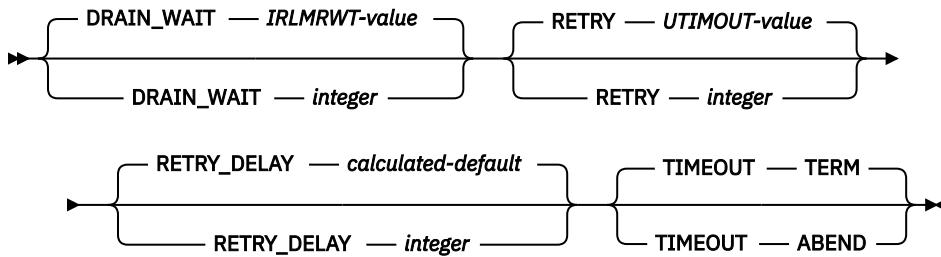 DRAIN_WAIT IRLMRWT-value RETRY UTIMOUT-value
DRAIN_WAIT integer RETRY integer
RETRY_DELAY calculated-default TIMEOUT TERM
RETRY_DELAY integer TIMEOUT ABEND